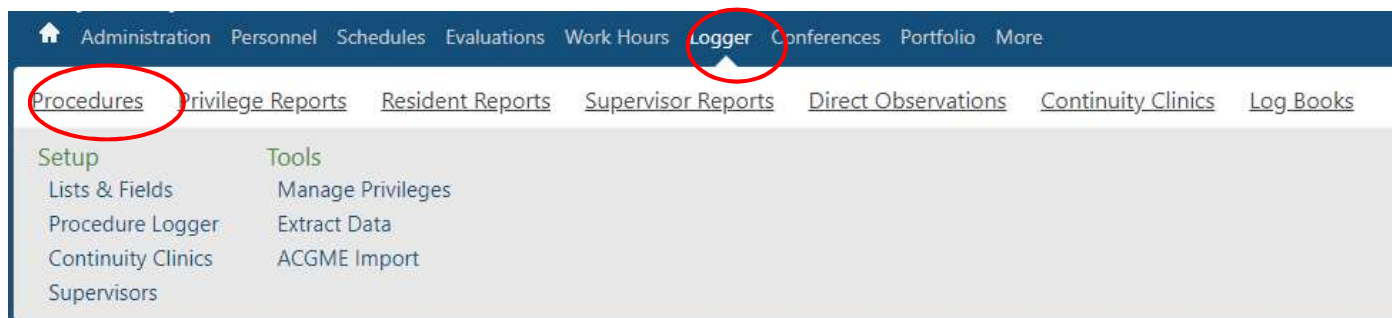 Administration Personnel Schedules Evaluations Work Hours Logger Conferences Portfolio More
Procedures Privilege Reports Resident Reports Supervisor Reports Direct Observations Continuity Clinics Log Books
Setup Tools
Lists & Fields Manage Privileges
Procedure Logger Extract Data
Continuity Clinics ACGME Import
Supervisors